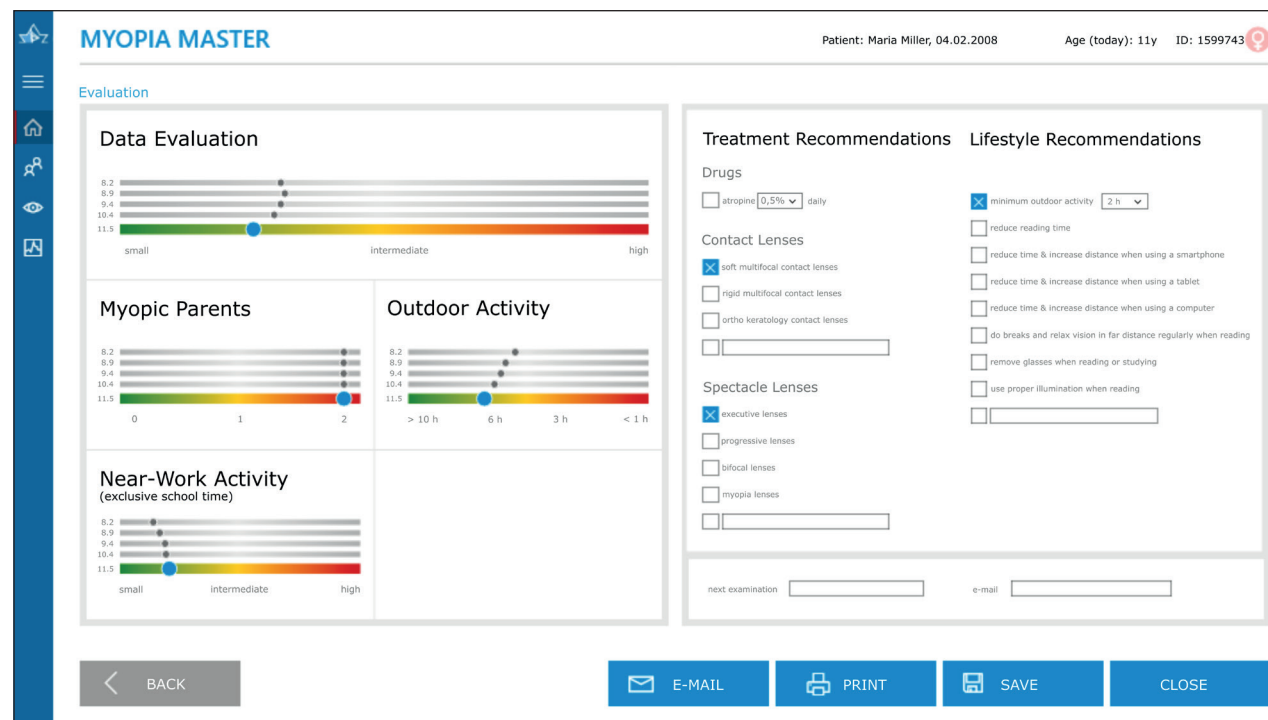 MYOPIA MASTER
Patient: Maria Miller, 04.02.2008 Age (today): 11y ID: 1599743
Evaluation
Data Evaluation
8.2
8.9
9.4
10.4
11.5
small intermediate high
Myopic Parents
8.2
8.9
9.4
10.4
11.5
0 1 2
Outdoor Activity
8.2
8.9
9.4
10.4
11.5
> 10 h 6 h 3 h < 1 h
Near-Work Activity
(exclusive school time)
8.2
8.9
9.4
10.4
11.5
small intermediate high
Treatment Recommendations
Drugs
atropine 0,5% daily
Contact Lenses
soft multifocal contact lenses
rigid multifocal contact lenses
ortho keratology contact lenses
Spectacle Lenses
executive lenses
progressive lenses
bifocal lenses
myopia lenses
Lifestyle Recommendations
minimum outdoor activity 2 h
reduce reading time
reduce time & increase distance when using a smartphone
reduce time & increase distance when using a tablet
reduce time & increase distance when using a computer
do breaks and relax vision in far distance regularly when reading
remove glasses when reading or studying
use proper illumination when reading
next examination e-mail
BACK E-MAIL PRINT SAVE CLOSE